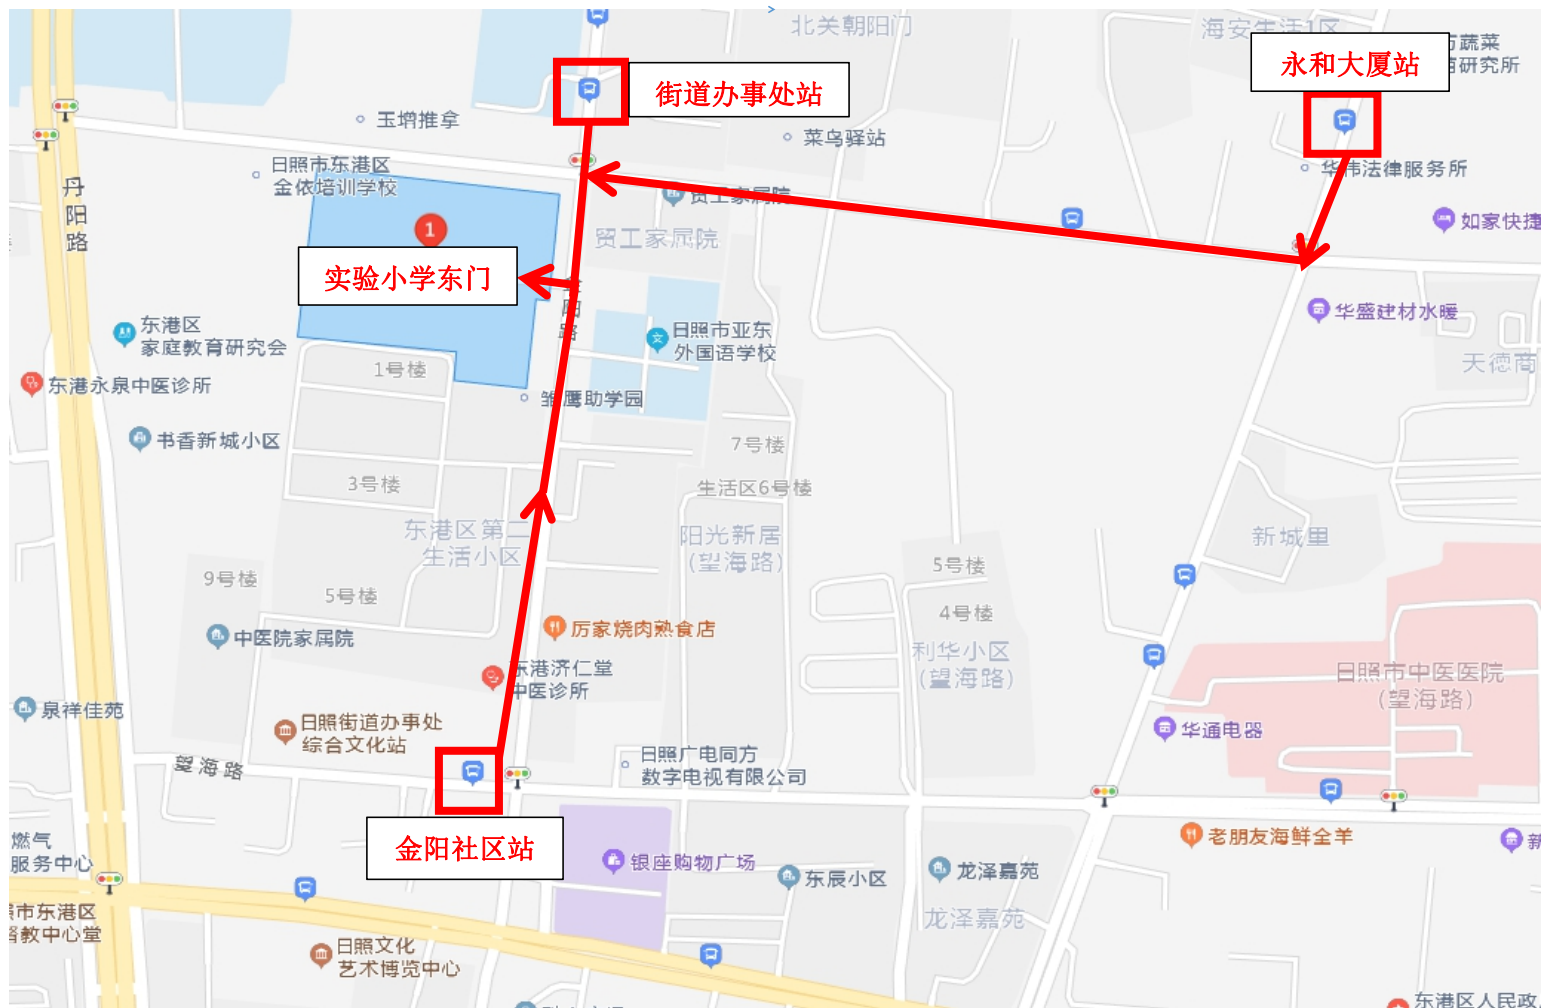 北关朝阳门
海安生活1区
蔬菜
研究所
永和大厦站
街道办事处站
玉增推拿
菜鸟驿站
日照市东港区
金依培训学校
华伟法律服务所
丹阳路
贸工家属院
贸工家属院
如家快捷
1
实验小学东门
金阳路
东港区
家庭教育研究会
日照市亚东
外国语学校
华盛建材水暖
天德商
1号楼
东港永泉中医诊所
雏鹰助学园
书香新城小区
7号楼
3号楼
生活区6号楼
东港区第二
生活小区
阳光新居
(望海路)
新城里
9号楼
5号楼
5号楼
4号楼
中医院家属院
厉家烧肉熟食店
利华小区
(望海路)
东港济仁堂
中医诊所
日照市中医医院
(望海路)
泉祥佳苑
日照街道办事处
综合文化站
华通电器
望海路
日照广电同方
数字电视有限公司
金阳社区站
燃气
服务中心
银座购物广场
东辰小区
龙泽嘉苑
老朋友海鲜全羊
新
龙泽嘉苑
市东港区
教中心堂
日照文化
艺术博览中心
东港区人民政